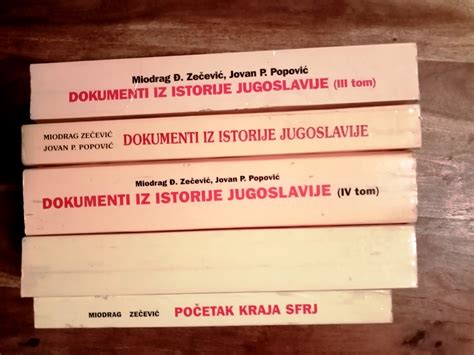 Miodrag Đ. Zečević, Jovan P. Popović
DOKUMENTI IZ ISTORIJE JUGOSLAVIJE (III tom)
MIODRAG ZEČEVIĆ
JOVAN P. POPOVIĆ
DOKUMENTI IZ ISTORIJE JUGOSLAVIJE
Miodrag Đ. Zečević, Jovan P. Popović
DOKUMENTI IZ ISTORIJE JUGOSLAVIJE (IV tom)
MIODRAG ZEČEVIĆ POČETAK KRAJA SFRJ